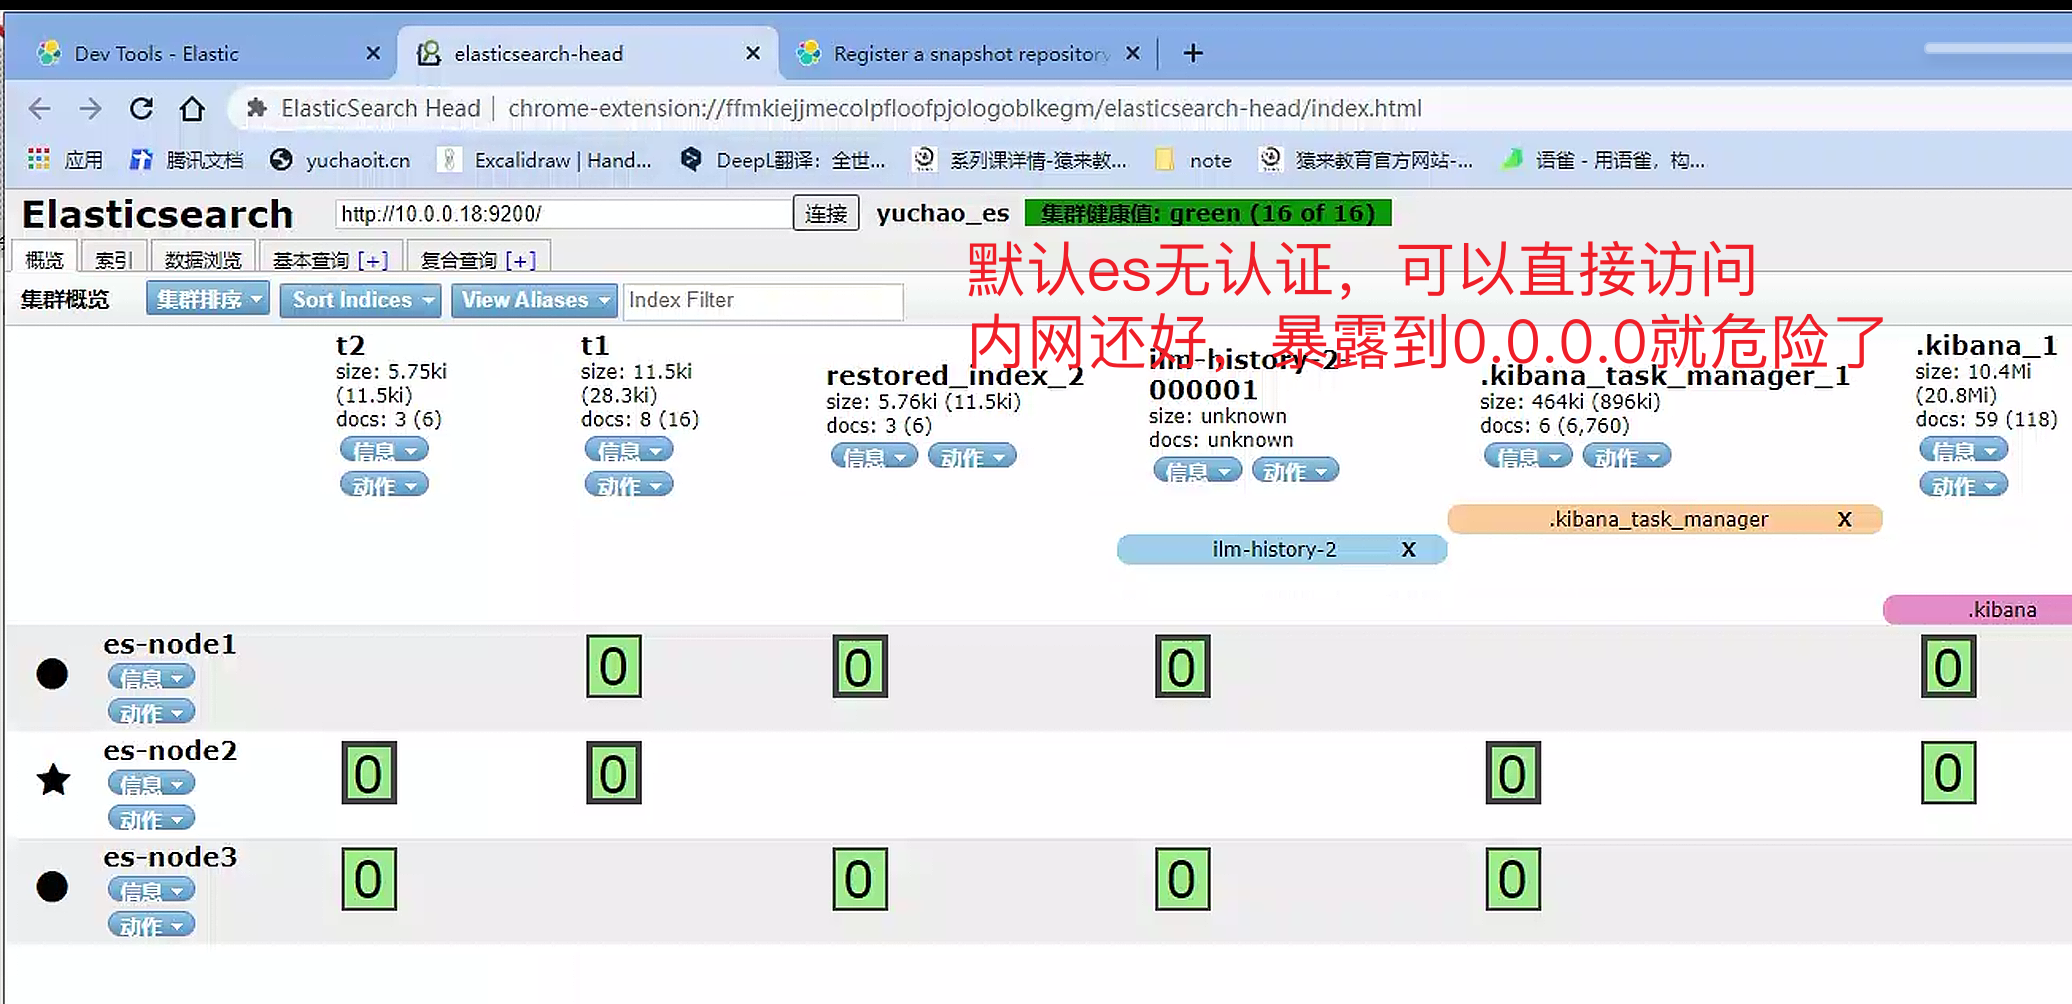 Dev Tools - Elastic
elasticsearch-head
Register a snapshot repository
ElasticSearch Head | chrome-extension://ffmkiejjmecolpfloofpjologoblkegm/elasticsearch-head/index.html
应用 腾讯文档 yuchaoit.cn Excalidraw | Hand... DeepL翻译：全世... 系列课详情-猿来教... note 猿来教育官方网站-... 语雀 - 用语雀，构...
Elasticsearch http://10.0.0.18:9200/ 连接 yuchao_es 集群健康值: green (16 of 16)
概览 索引 数据浏览 基本查询 [+] 复合查询 [+]
默认es无认证，可以直接访问
内网还好，暴露到0.0.0.0就危险了
集群概览 集群排序 Sort Indices View Aliases Index Filter
t2
size: 5.75ki
(11.5ki)
docs: 3 (6)
信息
动作
t1
size: 11.5ki
(28.3ki)
docs: 8 (16)
信息
动作
restored_index_2
size: 5.76ki (11.5ki)
docs: 3 (6)
信息 动作
ilm-history-2-
000001
size: unknown
docs: unknown
信息 动作
.kibana_task_manager_1
size: 464ki (896ki)
docs: 6 (6,760)
信息 动作
.kibana_1
size: 10.4Mi
(20.8Mi)
docs: 59 (118)
信息
动作
.kibana_task_manager X
ilm-history-2 X
.kibana
es-node1
信息
动作
0 0 0 0
es-node2
信息
动作
0 0 0 0
es-node3
信息
动作
0 0 0 0